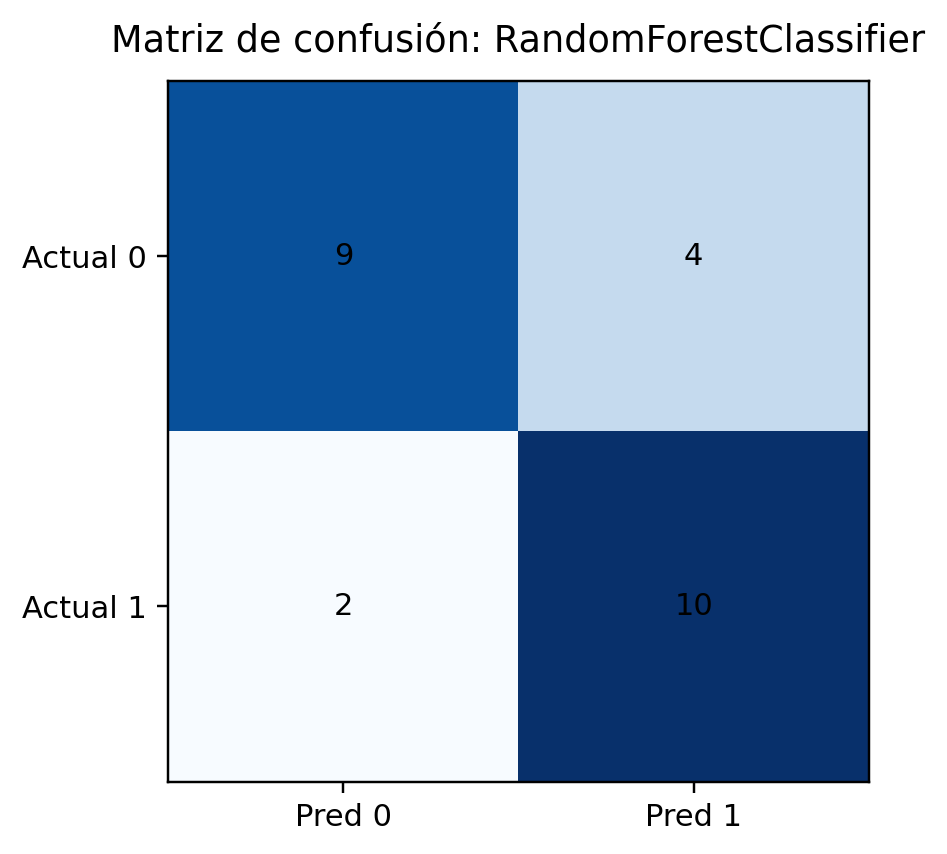 Matriz de confusión: RandomForestClassifier
Actual 0
9
4
Actual 1
2
10
Pred 0
Pred 1